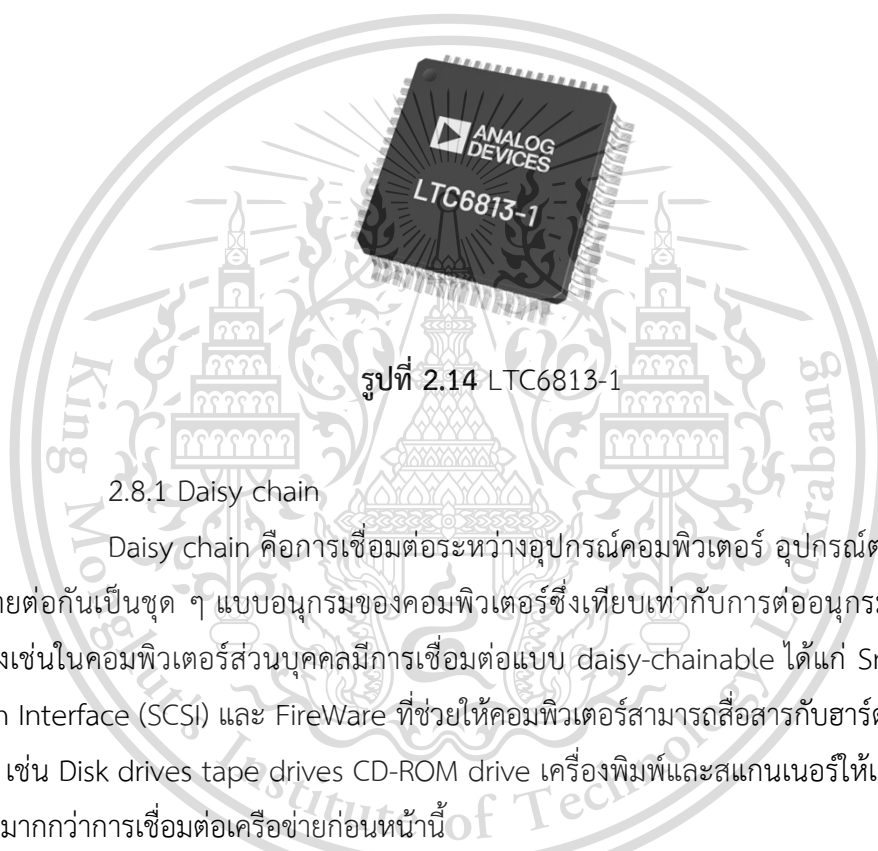 ANALOG
DEVICES
LTC6813-1
รูปที่ 2.14 LTC6813-1
2.8.1 Daisy chain
Daisy chain คือการเชื่อมต่อระหว่างอุปกรณ์คอมพิวเตอร์ อุปกรณ์ต
ายต่อกันเป็นชุด ๆ แบบอนุกรมของคอมพิวเตอร์ซึ่งเทียบเท่ากับการต่ออนุกร
งเช่นในคอมพิวเตอร์ส่วนบุคคลมีการเชื่อมต่อแบบ daisy-chainable ได้แก่ Sr
n Interface (SCSI) และ FireWare ที่ช่วยให้คอมพิวเตอร์สามารถสื่อสารกับฮาร์ด
เช่น Disk drives tape drives CD-ROM drive เครื่องพิมพ์และสแกนเนอร์ให้เ
มากกว่าการเชื่อมต่อเครือข่ายก่อนหน้านี้
King Mongkut's Institute of Technology Ladkrabang